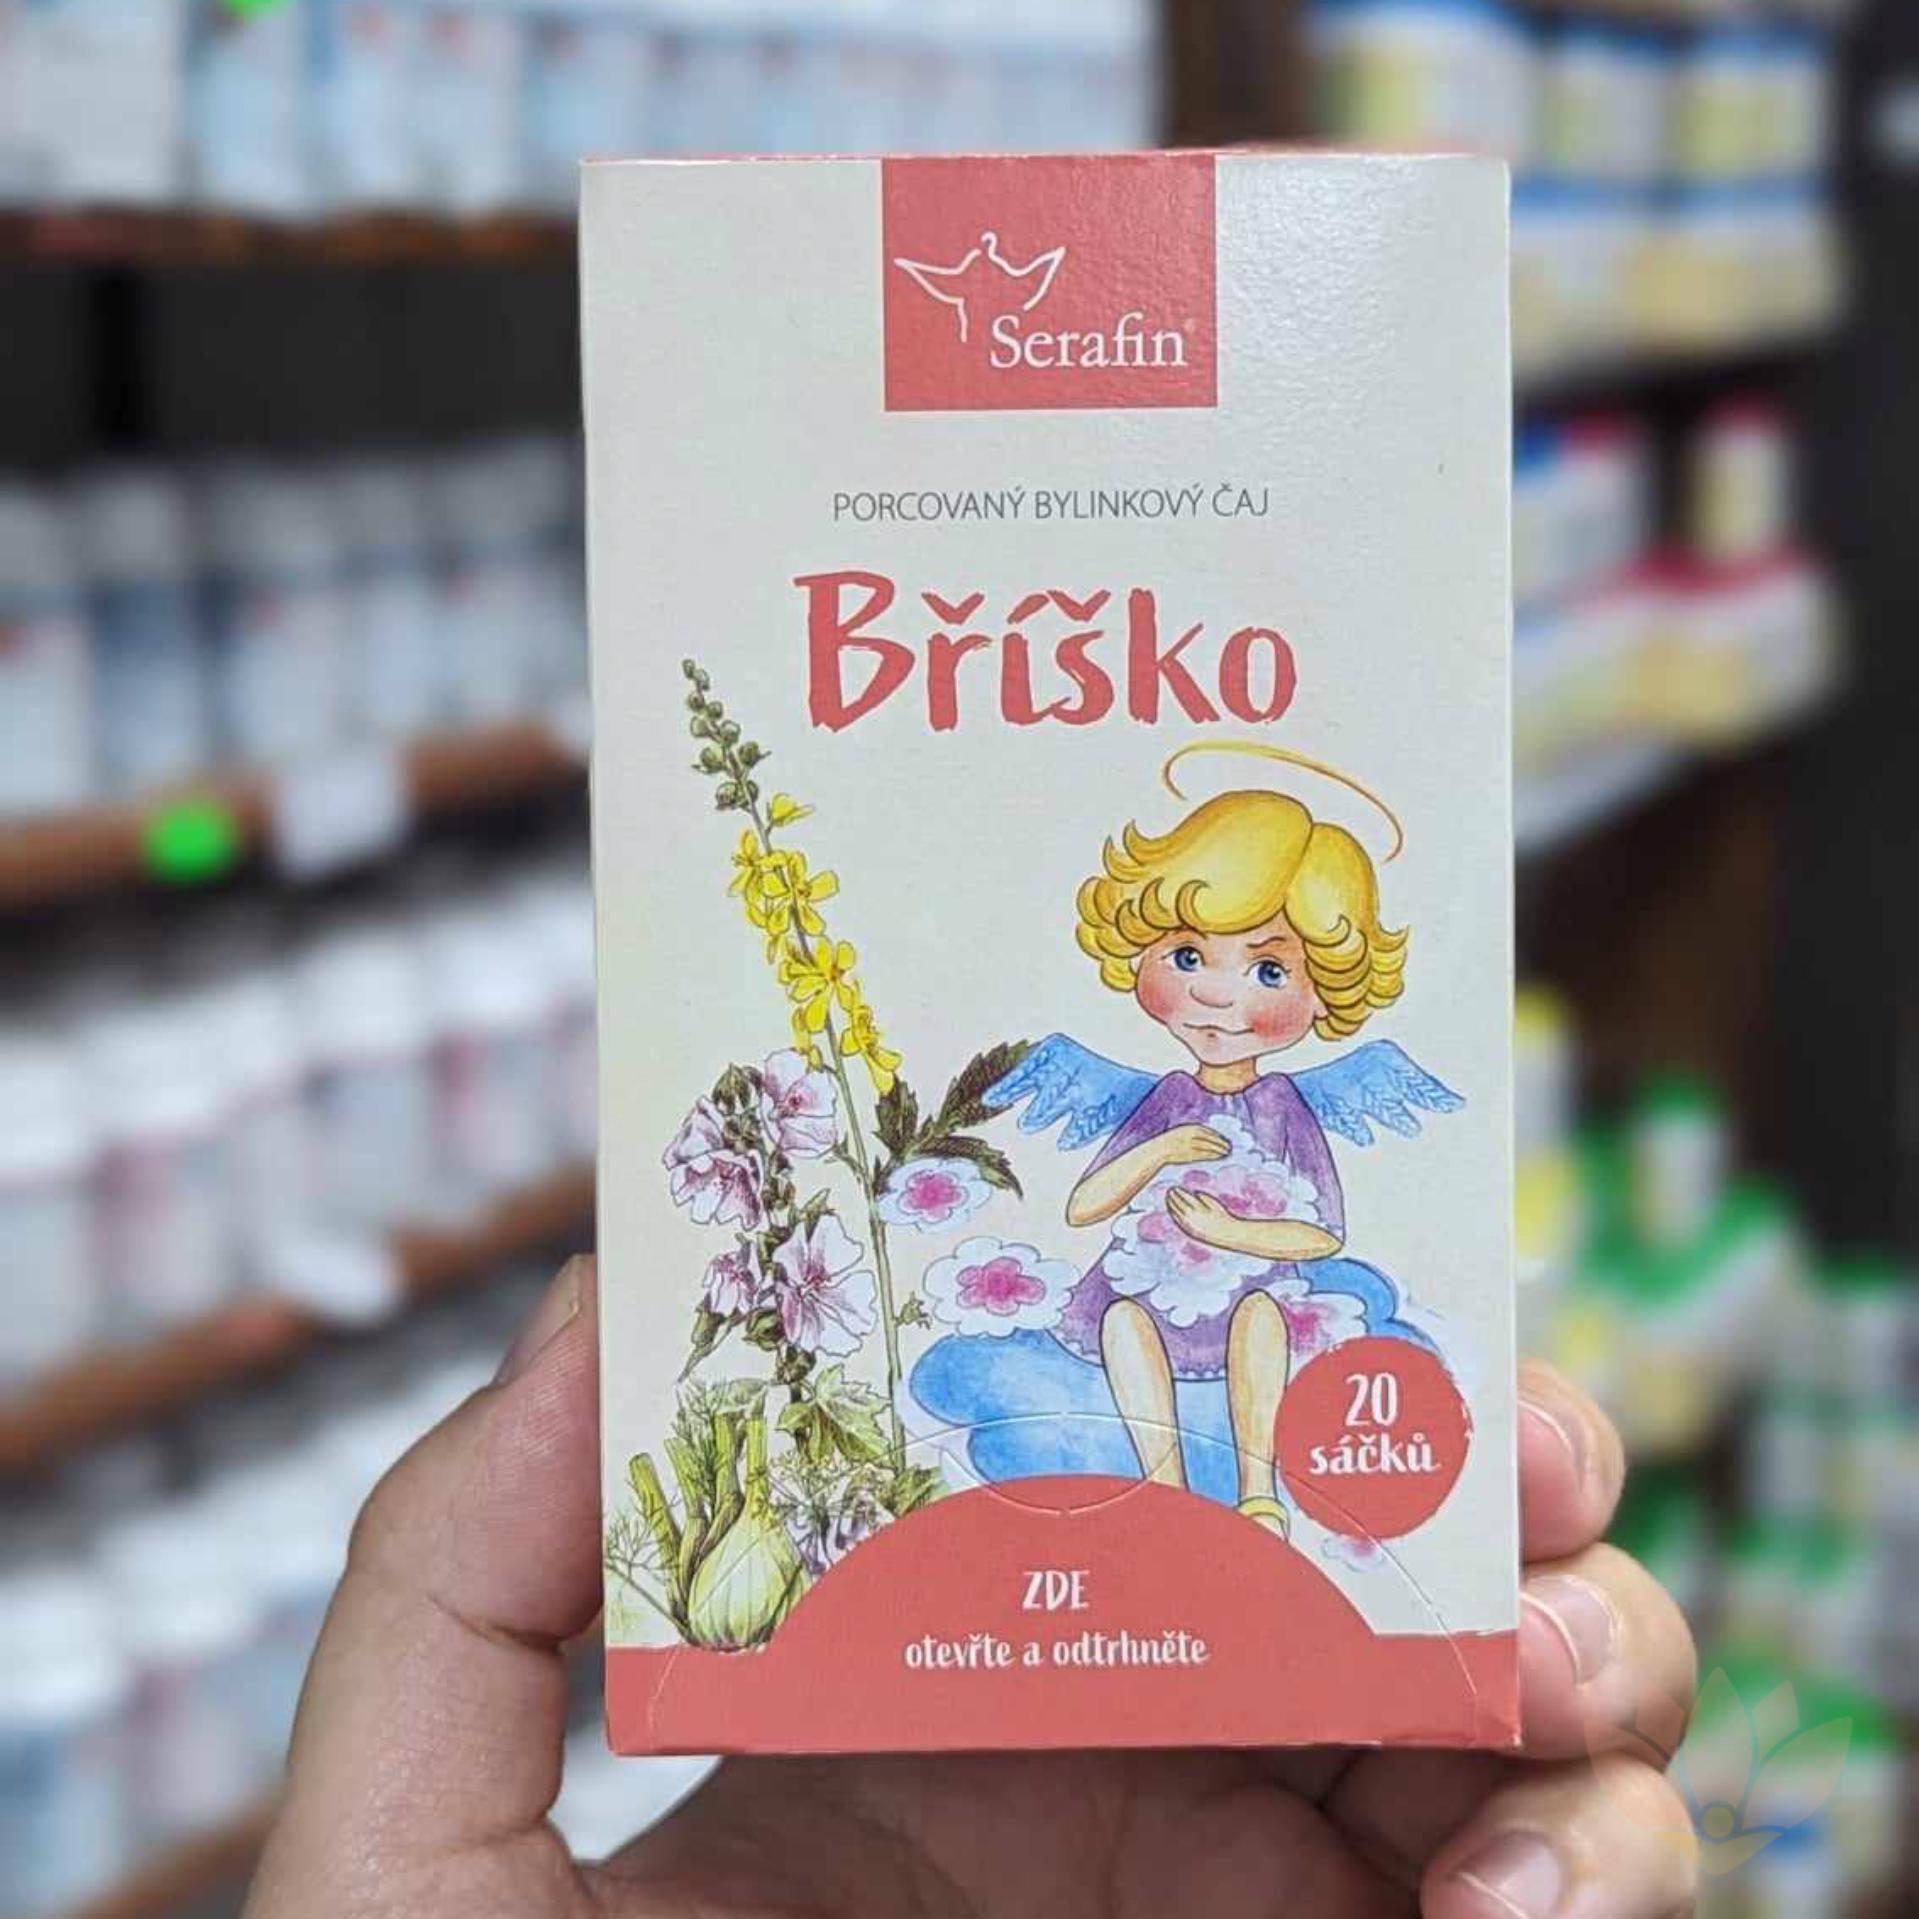 Serafin
PORCOVANÝ BYLINKOVÝ ČAJ
Bříško
20
sáčků
ZDE
otevřte a odtrhněte